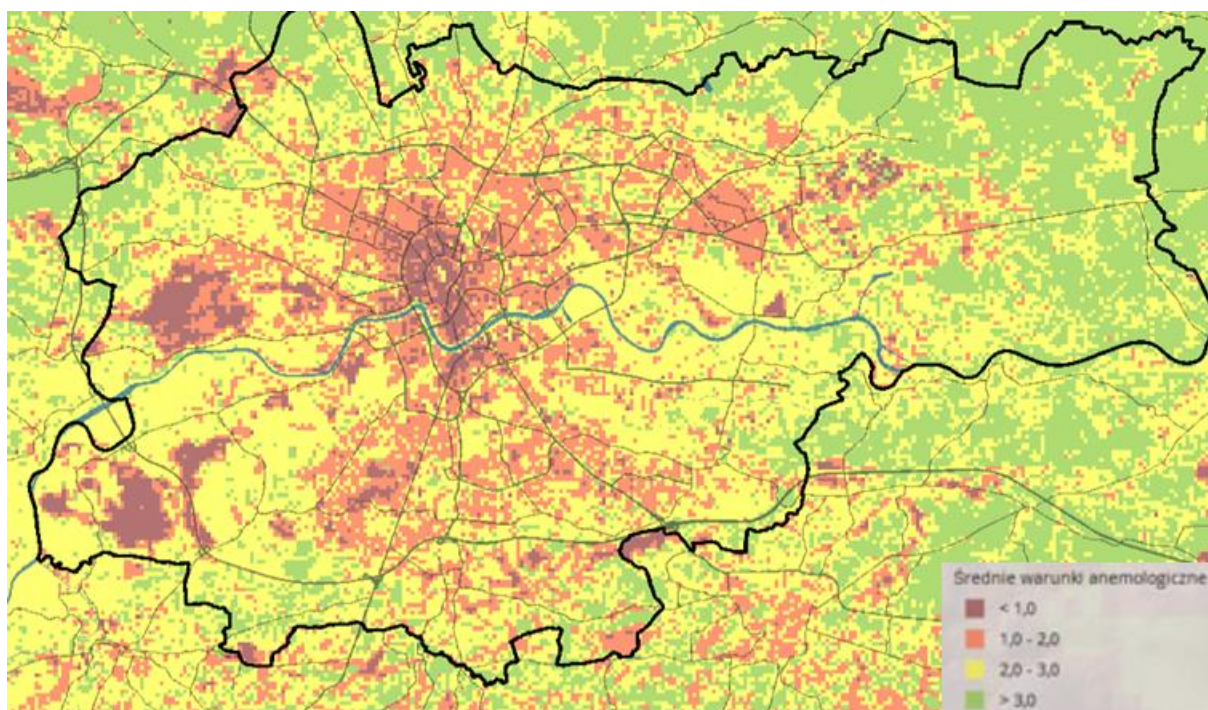 Średnie warunki anemologiczne
< 1,0
1,0 - 2,0
2,0 - 3,0
> 3,0